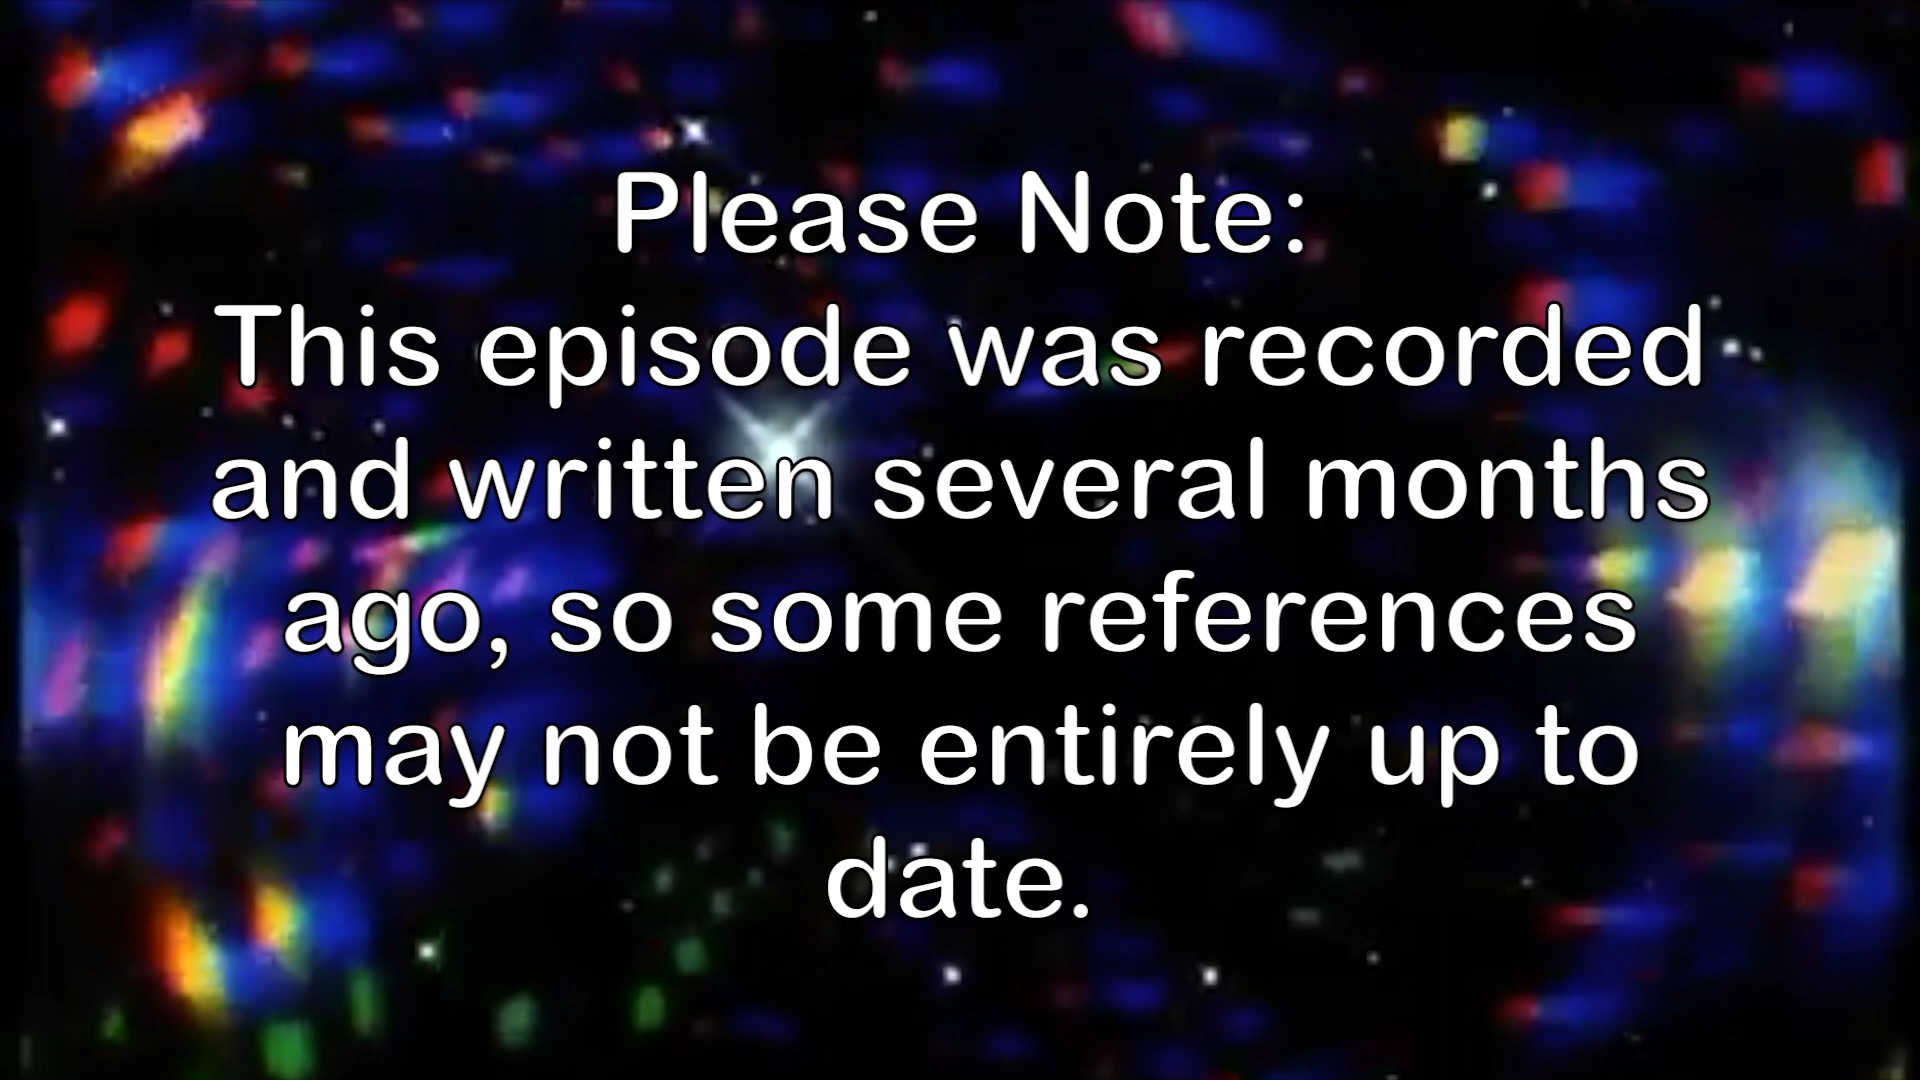 Please Note:
This episode was recorded
and written several months
ago, so some references
may not be entirely up to
date.